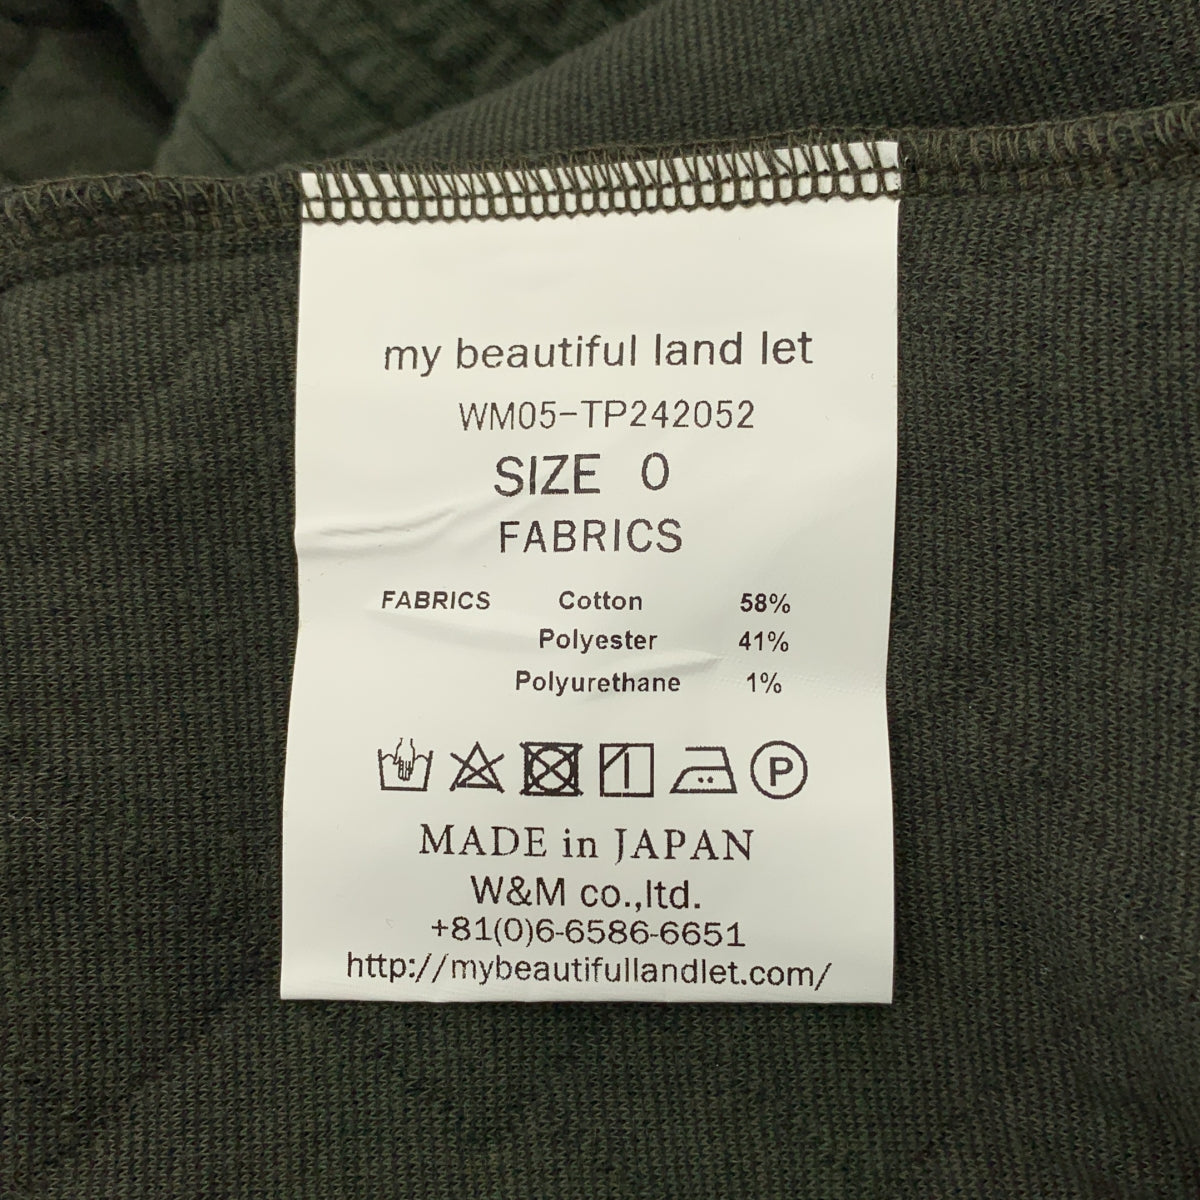 my beautiful land let
WM05-TP242052
SIZE 0
FABRICS
FABRICS Cotton 58%
Polyester 41%
Polyurethane 1%
P
MADE in JAPAN
W&M co.,ltd.
+81(0)6-6586-6651
http://mybeautifullandlet.com/